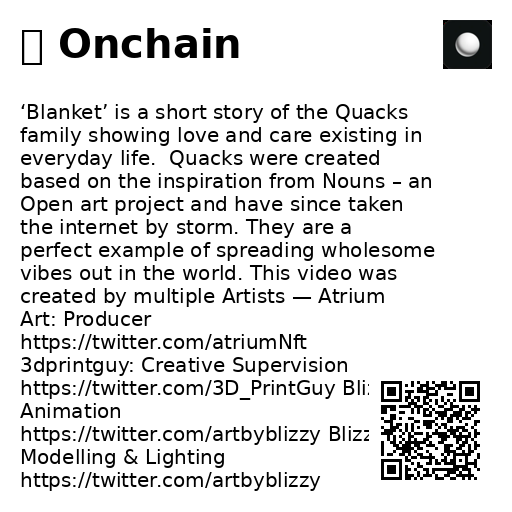 Onchain
‘Blanket’ is a short story of the Quacks
family showing love and care existing in
everyday life.  Quacks were created
based on the inspiration from Nouns – an
Open art project and have since taken
the internet by storm. They are a
perfect example of spreading wholesome
vibes out in the world. This video was
created by multiple Artists — Atrium
Art: Producer
https://twitter.com/atriumNft
3dprintguy: Creative Supervision
https://twitter.com/3D_PrintGuy
Animation
https://twitter.com/artbyblizzy
Modelling & Lighting
https://twitter.com/artbyblizzy